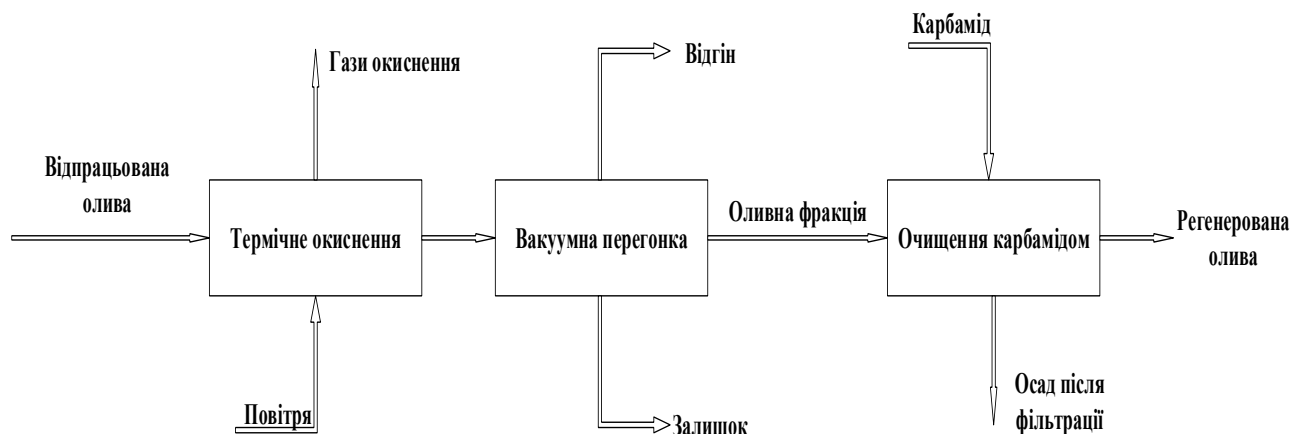 Карбамід
Гази окиснення
Відгін
Відпрацьована
олива
Термічне окиснення
Вакуумна перегонка
Оливна фракція
Очищення карбамідом
Регенерована
олива
Повітря
Залишок
Осад після
фільтрації